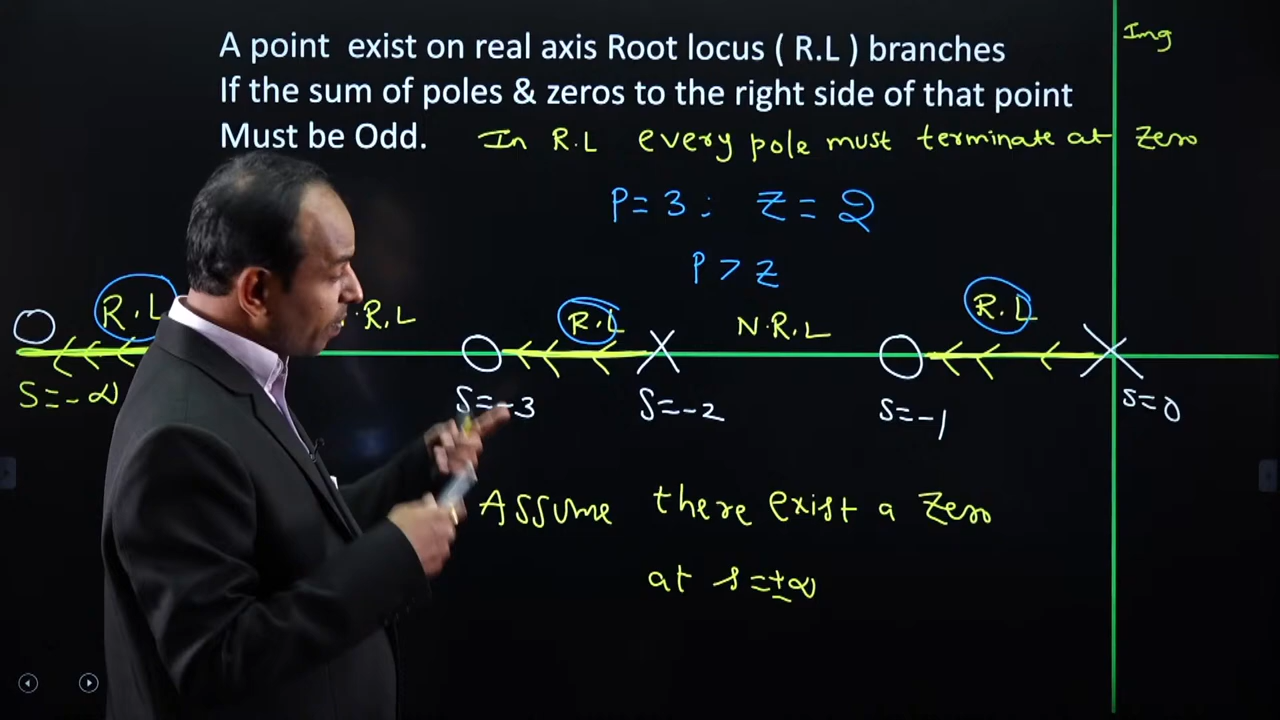 A point exist on real axis Root locus ( R.L ) branches
If the sum of poles & zeros to the right side of that point
Must be Odd.
In R.L every pole must terminate at Zero
Img
P = 3 : Z = 2
P > Z
R.L
R.L
R.L
N.R.L
R.L
S=-∞
S=-3
S=-2
S=-1
S=0
Assume there exist a Zero
at s=±∞